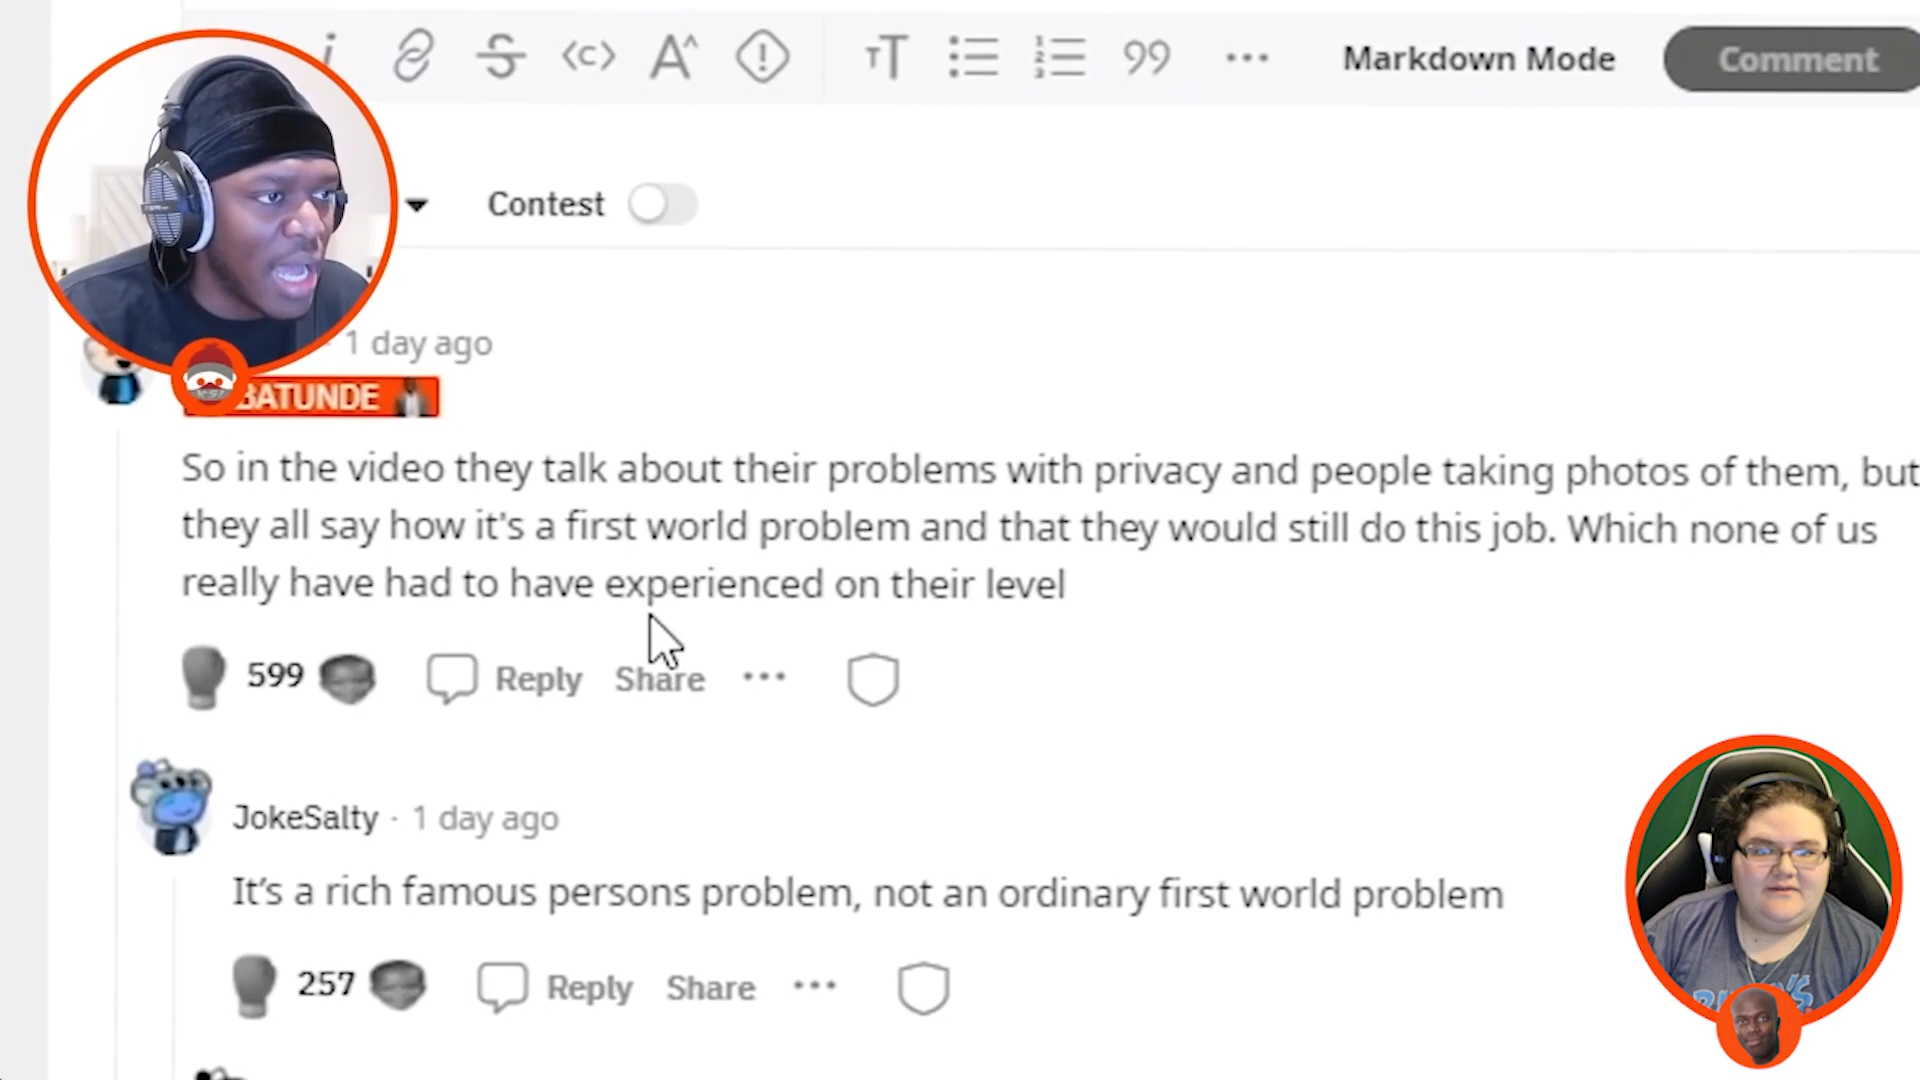 i <c> A^ ! TT 99 ... Markdown Mode Comment
Contest
1 day ago
BATUNDE
So in the video they talk about their problems with privacy and people taking photos of them, but
they all say how it's a first world problem and that they would still do this job. Which none of us
really have had to have experienced on their level
599 Reply Share ...
JokeSalty · 1 day ago
It’s a rich famous persons problem, not an ordinary first world problem
257 Reply Share ...